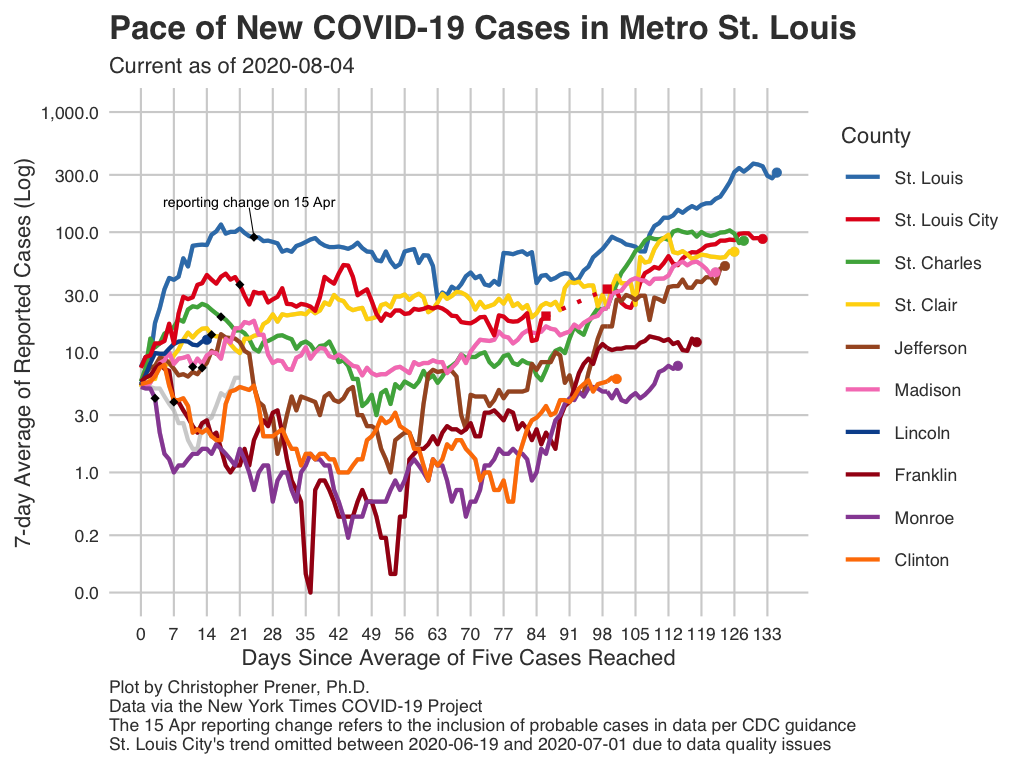 Pace of New COVID-19 Cases in Metro St. Louis
Current as of 2020-08-04
7-day Average of Reported Cases (Log)
1,000.0
300.0
100.0
30.0
10.0
3.0
1.0
0.2
0.0
reporting change on 15 Apr
0 7 14 21 28 35 42 49 56 63 70 77 84 91 98 105 112 119 126 133
Days Since Average of Five Cases Reached
County
St. Louis
St. Louis City
St. Charles
St. Clair
Jefferson
Madison
Lincoln
Franklin
Monroe
Clinton
Plot by Christopher Prener, Ph.D.
Data via the New York Times COVID-19 Project
The 15 Apr reporting change refers to the inclusion of probable cases in data per CDC guidance
St. Louis City's trend omitted between 2020-06-19 and 2020-07-01 due to data quality issues